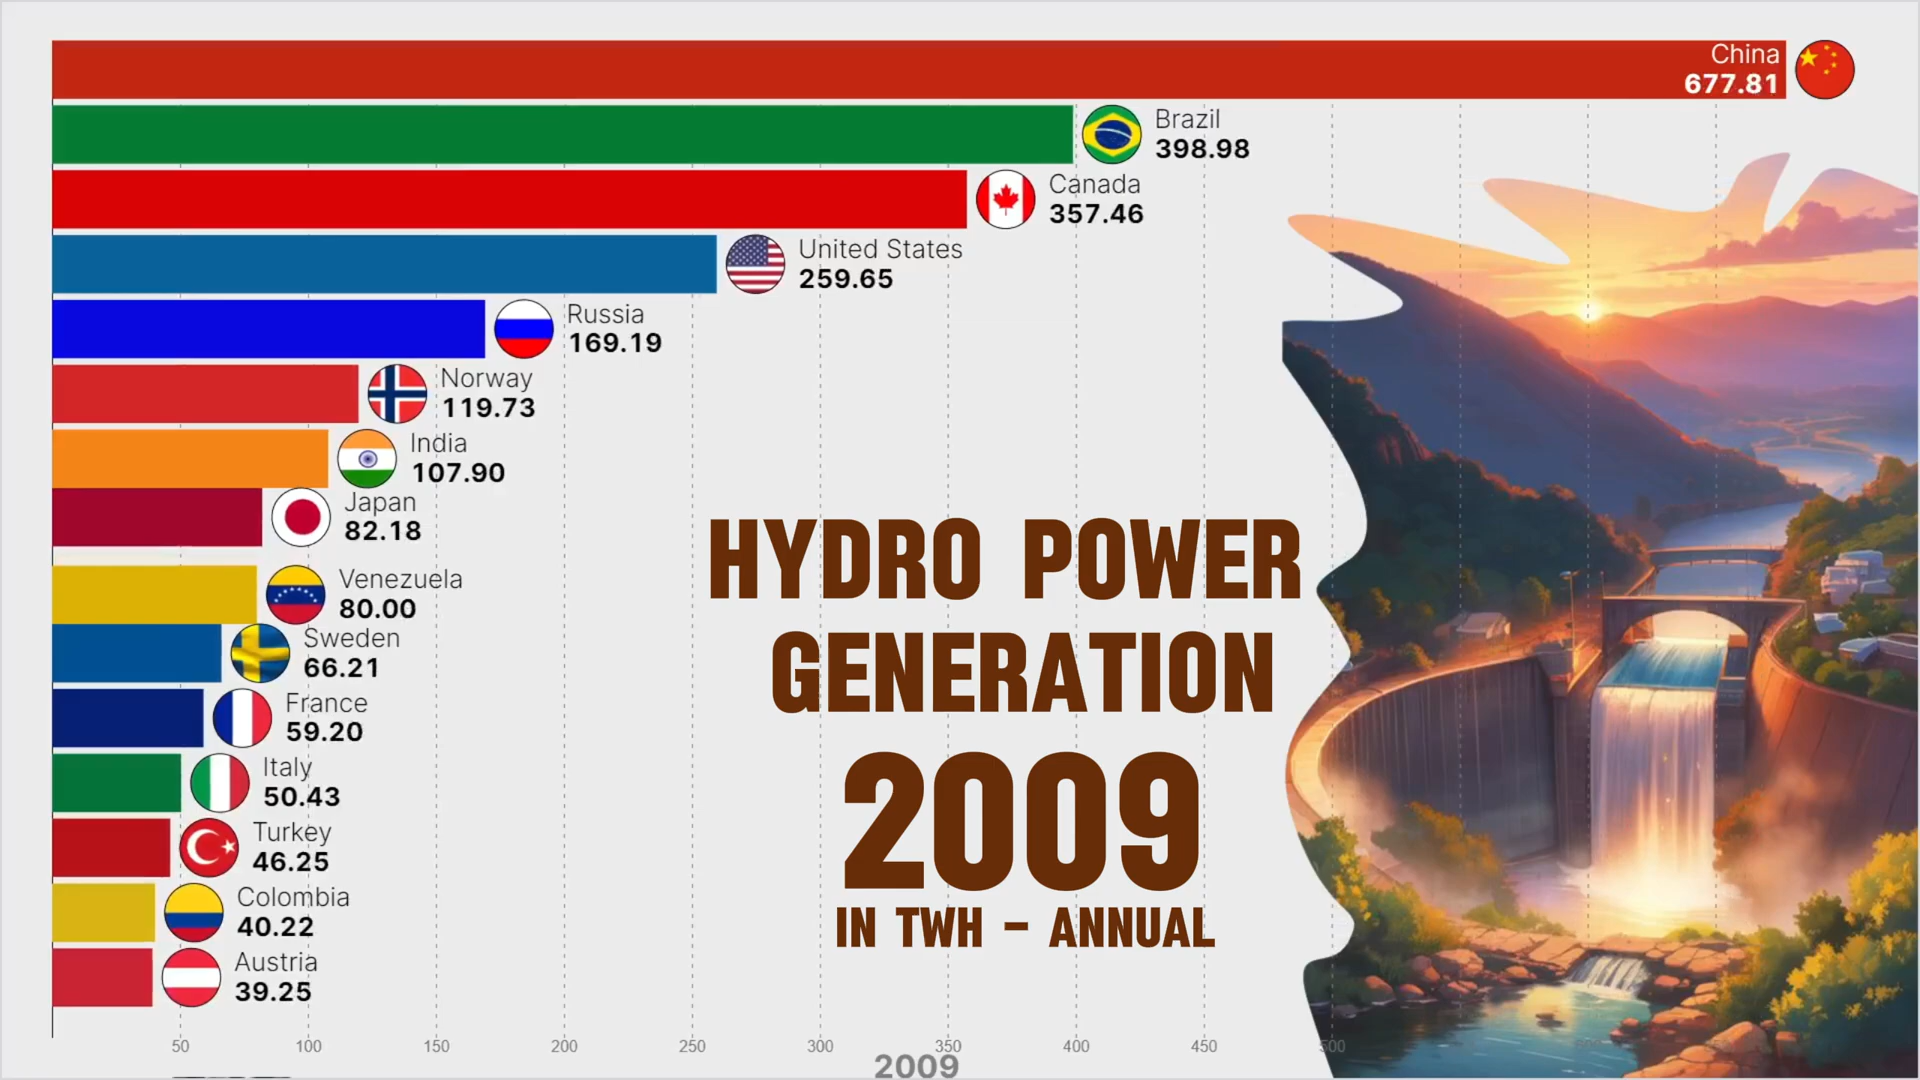 China
677.81
Brazil
398.98
Canada
357.46
United States
259.65
Russia
169.19
Norway
119.73
India
107.90
Japan
82.18
Venezuela
80.00
Sweden
66.21
France
59.20
Italy
50.43
Turkey
46.25
Colombia
40.22
Austria
39.25
HYDRO POWER
GENERATION
2009
IN TWH - ANNUAL
50 100 150 200 250 300 350 400 450 500
2009